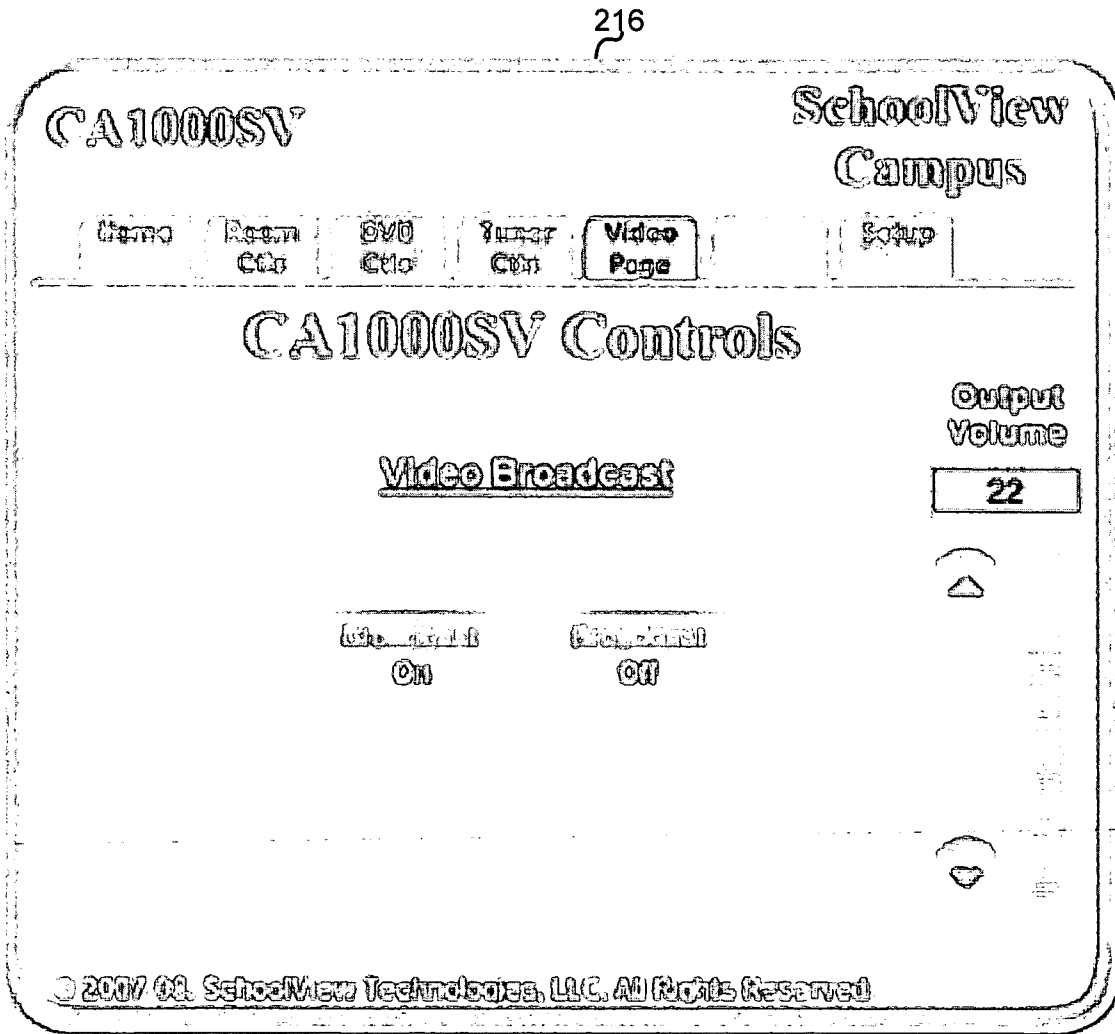 216
CA1000SV
SchoolView
Campus
Home
Room
Ctls
DVD
Ctls
Tuner
Ctls
Video
Page
Setup
CA1000SV Controls
Output
Volume
22
Video Broadcast
On
Broadcast
Off
© 2007 08. SchoolView Technologies, LLC. All Rights Reserved